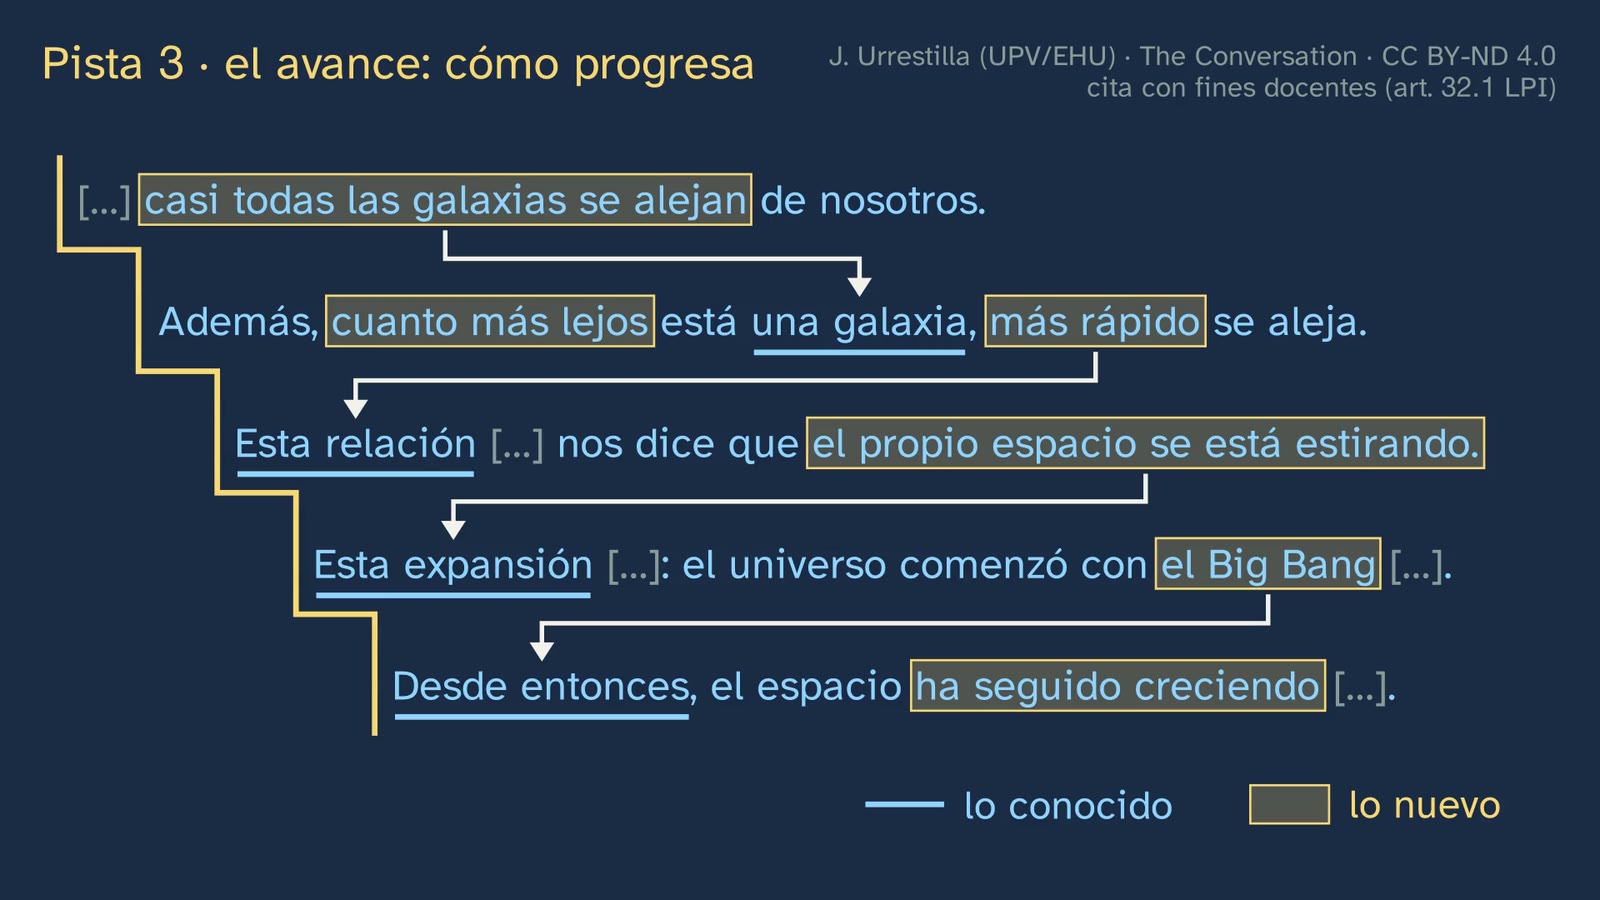 Pista 3 · el avance: cómo progresa
J. Urrestilla (UPV/EHU) · The Conversation · CC BY-ND 4.0
cita con fines docentes (art. 32.1 LPI)
[...] casi todas las galaxias se alejan de nosotros.
Además, cuanto más lejos está una galaxia, más rápido se aleja.
Esta relación [...] nos dice que el propio espacio se está estirando.
Esta expansión [...]: el universo comenzó con el Big Bang [...].
Desde entonces, el espacio ha seguido creciendo [...].
lo conocido
lo nuevo